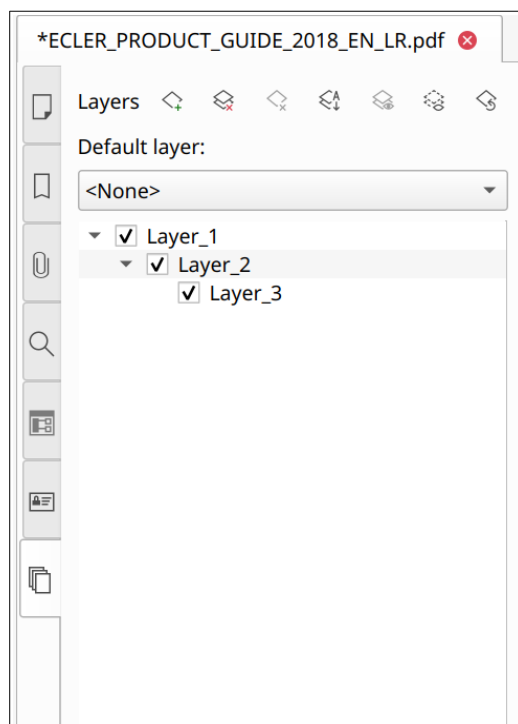 *ECLER_PRODUCT_GUIDE_2018_EN_LR.pdf
Layers
Default layer:
<None>
Layer_1
Layer_2
Layer_3